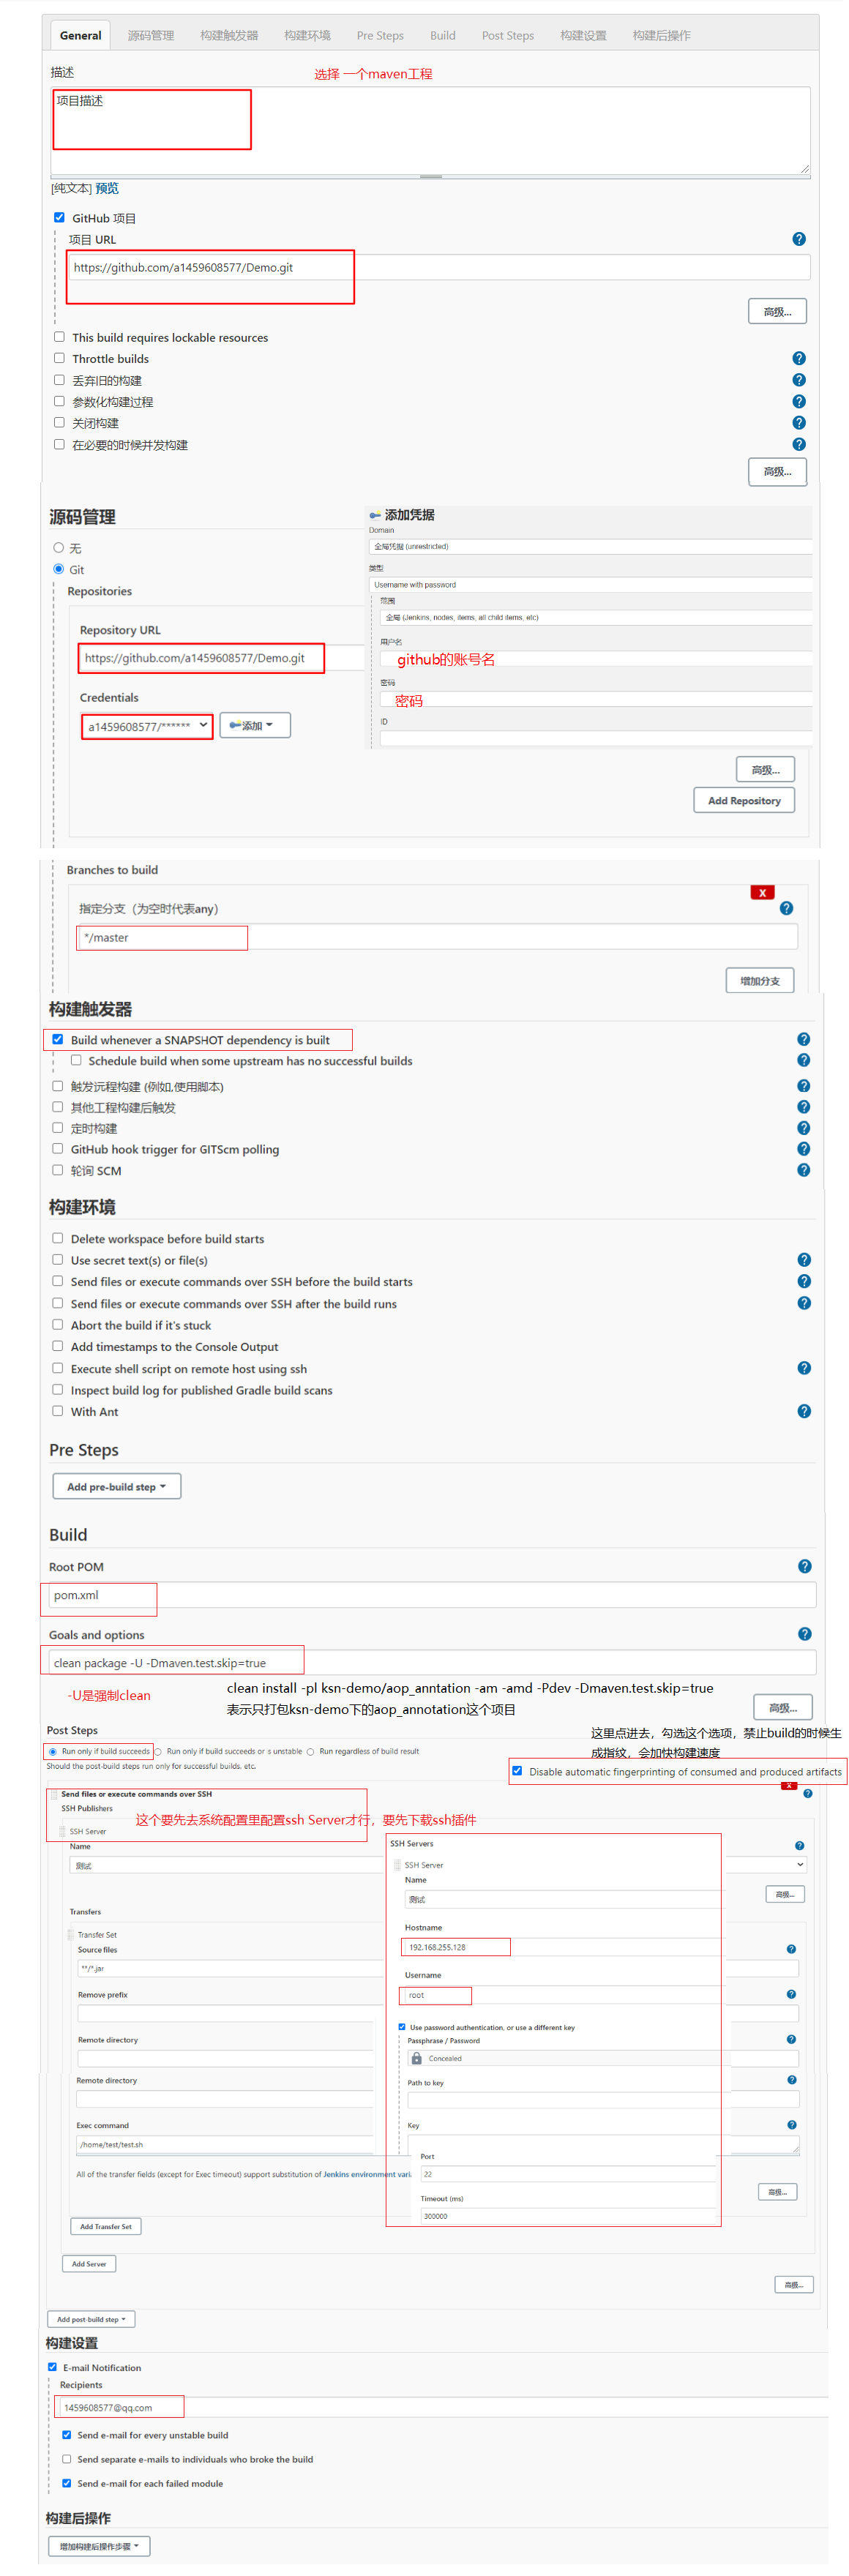 General 源码管理 构建触发器 构建环境 Pre Steps Build Post Steps 构建设置 构建后操作
描述
选择 一个maven工程
项目描述
[纯文本] 预览
GitHub 项目
项目 URL
https://github.com/a1459608577/Demo.git
高级...
This build requires lockable resources
Throttle builds
丢弃旧的构建
参数化构建过程
关闭构建
在必要的时候并发构建
高级...
源码管理
无
Git
Repositories
Repository URL
https://github.com/a1459608577/Demo.git
Credentials
a1459608577/****** 添加
添加凭据
Domain
全局凭据 (unrestricted)
类型
Username with password
范围
全局 (Jenkins, nodes, items, all child items, etc)
用户名
github的账号名
密码
密码
ID
高级...
Add Repository
Branches to build
X
指定分支（为空时代表any）
*/master
增加分支
构建触发器
Build whenever a SNAPSHOT dependency is built
Schedule build when some upstream has no successful builds
触发远程构建 (例如,使用脚本)
其他工程构建后触发
定时构建
GitHub hook trigger for GITScm polling
轮询 SCM
构建环境
Delete workspace before build starts
Use secret text(s) or file(s)
Send files or execute commands over SSH before the build starts
Send files or execute commands over SSH after the build runs
Abort the build if it's stuck
Add timestamps to the Console Output
Execute shell script on remote host using ssh
Inspect build log for published Gradle build scans
With Ant
Pre Steps
Add pre-build step
Build
Root POM
pom.xml
Goals and options
clean package -U -Dmaven.test.skip=true
-U是强制clean
clean install -pl ksn-demo/aop_anntation -am -amd -Pdev -Dmaven.test.skip=true
表示只打包ksn-demo下的aop_annotation这个项目
高级...
Post Steps
这里点进去，勾选这个选项，禁止build的时候生
成指纹，会加快构建速度
Run only if build succeeds Run only if build succeeds or is unstable Run regardless of build result
Should the post-build steps run only for successful builds, etc.
Disable automatic fingerprinting of consumed and produced artifacts
X
Send files or execute commands over SSH
SSH Publishers
这个要先去系统配置里配置ssh Server才行，要先下载ssh插件
SSH Server
Name
测试
高级...
Transfers
Transfer Set
Source files
**/*.jar
Remove prefix
Remote directory
Remote directory
Exec command
/home/test/test.sh
All of the transfer fields (except for Exec timeout) support substitution of Jenkins environment varia
高级...
SSH Servers
SSH Server
Name
测试
Hostname
192.168.255.128
Username
root
Use password authentication, or use a different key
Passphrase / Password
Concealed
Path to key
Key
Port
22
Timeout (ms)
300000
Add Transfer Set
Add Server
高级...
Add post-build step
构建设置
E-mail Notification
Recipients
1459608577@qq.com
Send e-mail for every unstable build
Send separate e-mails to individuals who broke the build
Send e-mail for each failed module
构建后操作
增加构建后操作步骤